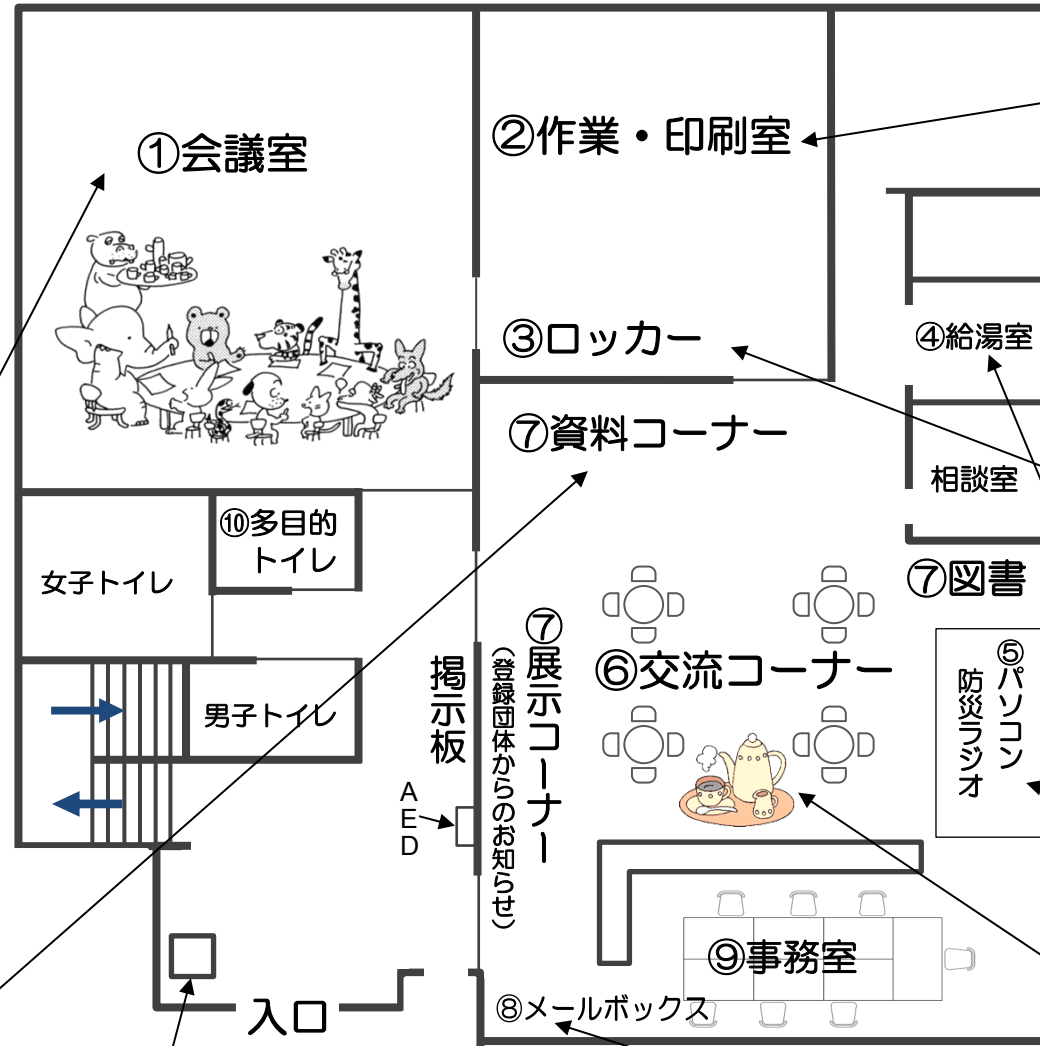 ①会議室
②作業・印刷室
③ロッカー
④給湯室
⑦資料コーナー
相談室
⑩多目的
トイレ
女子トイレ
⑦図書
⑦展示コーナー
（登録団体からのお知らせ）
掲示板
⑥交流コーナー
⑤パソコン
防災ラジオ
男子トイレ
AED
⑨事務室
⑧メールボックス
入口